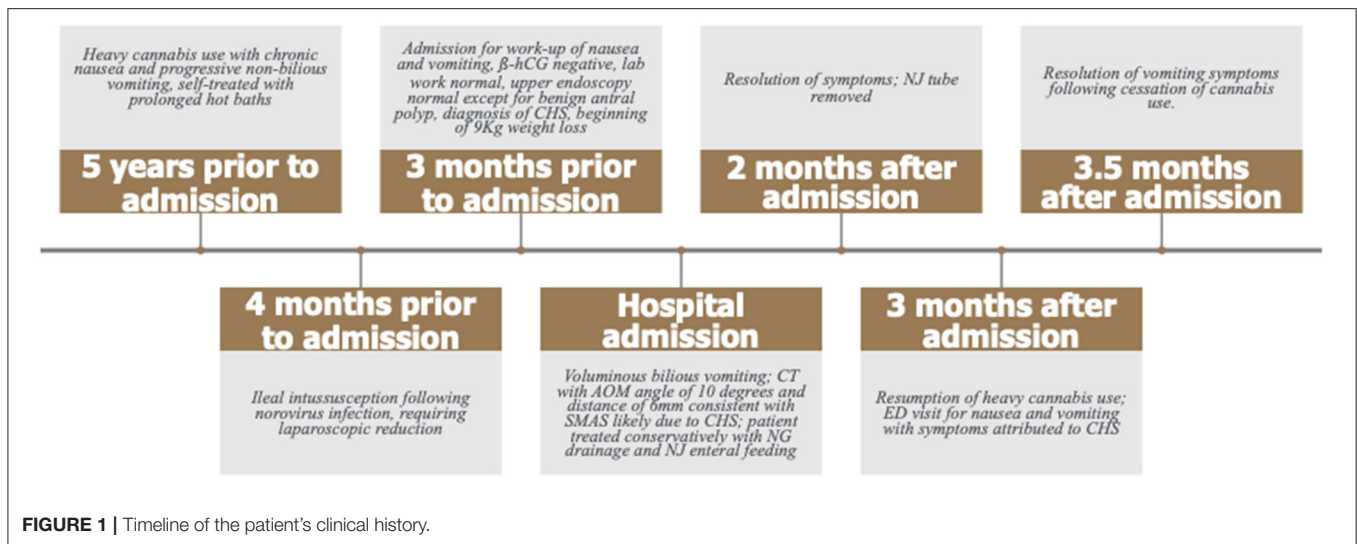 Heavy cannabis use with chronic
nausea and progressive non-bilious
vomiting, self-treated with
prolonged hot baths
5 years prior to
admission
Admission for work-up of nausea
and vomiting, ß-hCG negative, lab
work normal, upper endoscopy
normal except for benign antral
polyp, diagnosis of CHS, beginning
of 9Kg weight loss
3 months prior
to admission
Resolution of symptoms; NJ tube
removed
2 months after
admission
Resolution of vomiting symptoms
following cessation of cannabis
use.
3.5 months
after admission
4 months prior
to admission
Ileal intussusception following
norovirus infection, requiring
laparoscopic reduction
Hospital
admission
Voluminous bilious vomiting; CT
with AOM angle of 10 degrees and
distance of 6mm consistent with
SMAS likely due to CHS; patient
treated conservatively with NG
drainage and NJ enteral feeding
3 months after
admission
Resumption of heavy cannabis use;
ED visit for nausea and vomiting
with symptoms attributed to CHS
FIGURE 1 | Timeline of the patient's clinical history.